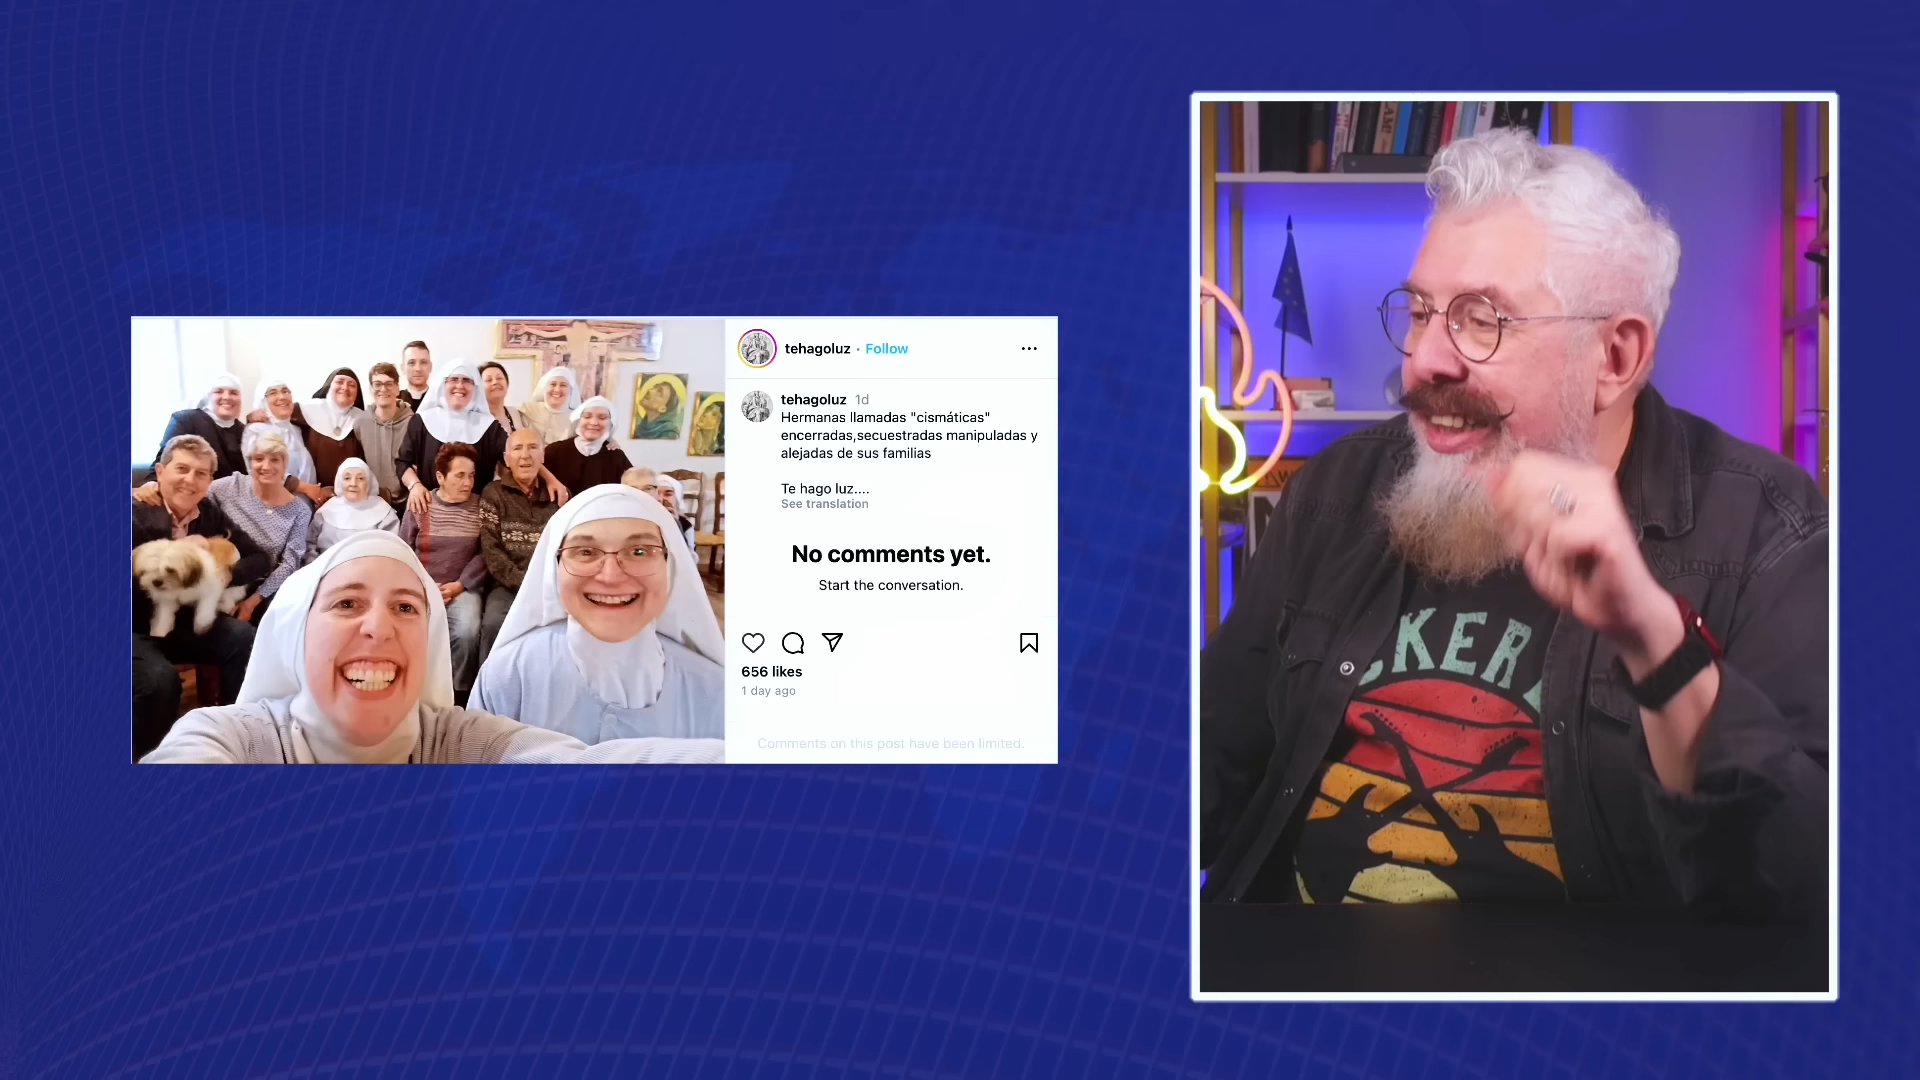 tehagoluz • Follow
tehagoluz 1d
Hermanas llamadas "cismáticas"
encerradas,secuestradas manipuladas y
alejadas de sus familias
Te hago luz....
See translation
No comments yet.
Start the conversation.
656 likes
1 day ago
Comments on this post have been limited.
CKER